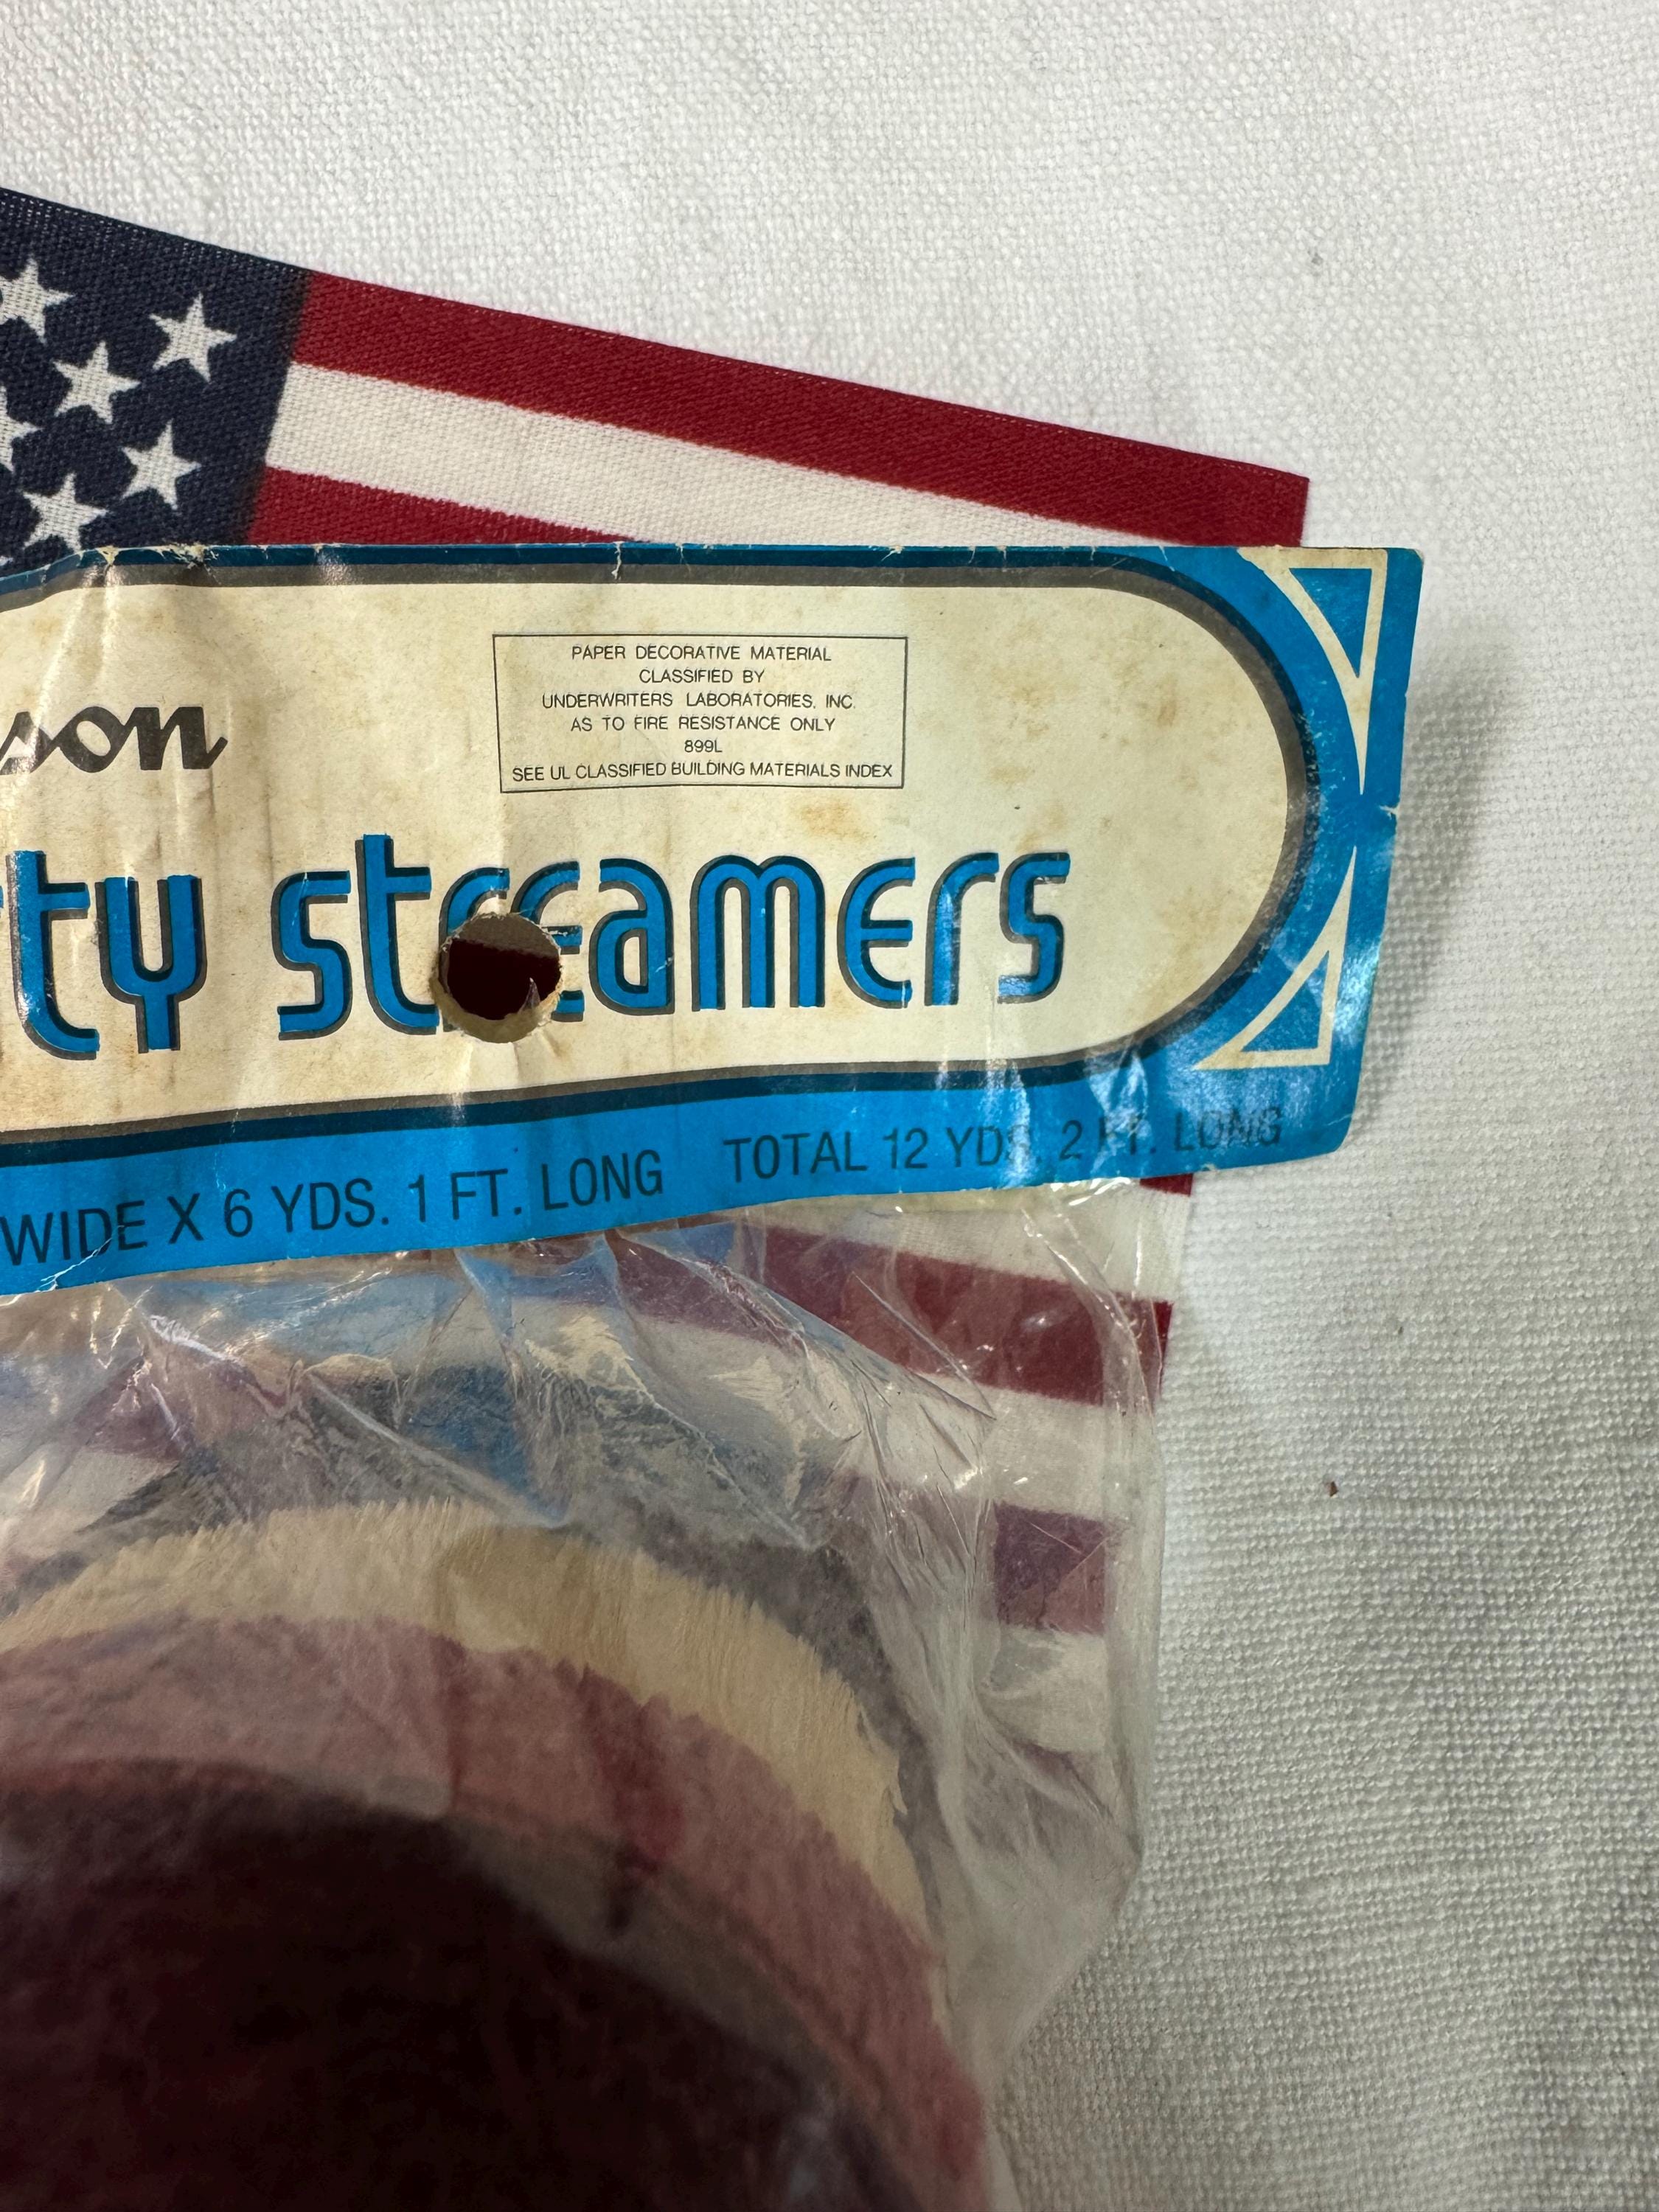 PAPER DECORATIVE MATERIAL
CLASSIFIED BY
UNDERWRITERS LABORATORIES, INC.
AS TO FIRE RESISTANCE ONLY
899L
SEE UL CLASSIFIED BUILDING MATERIALS INDEX
son
ty streamers
WIDE X 6 YDS. 1 FT. LONG TOTAL 12 YDS. 2 FT. LONG